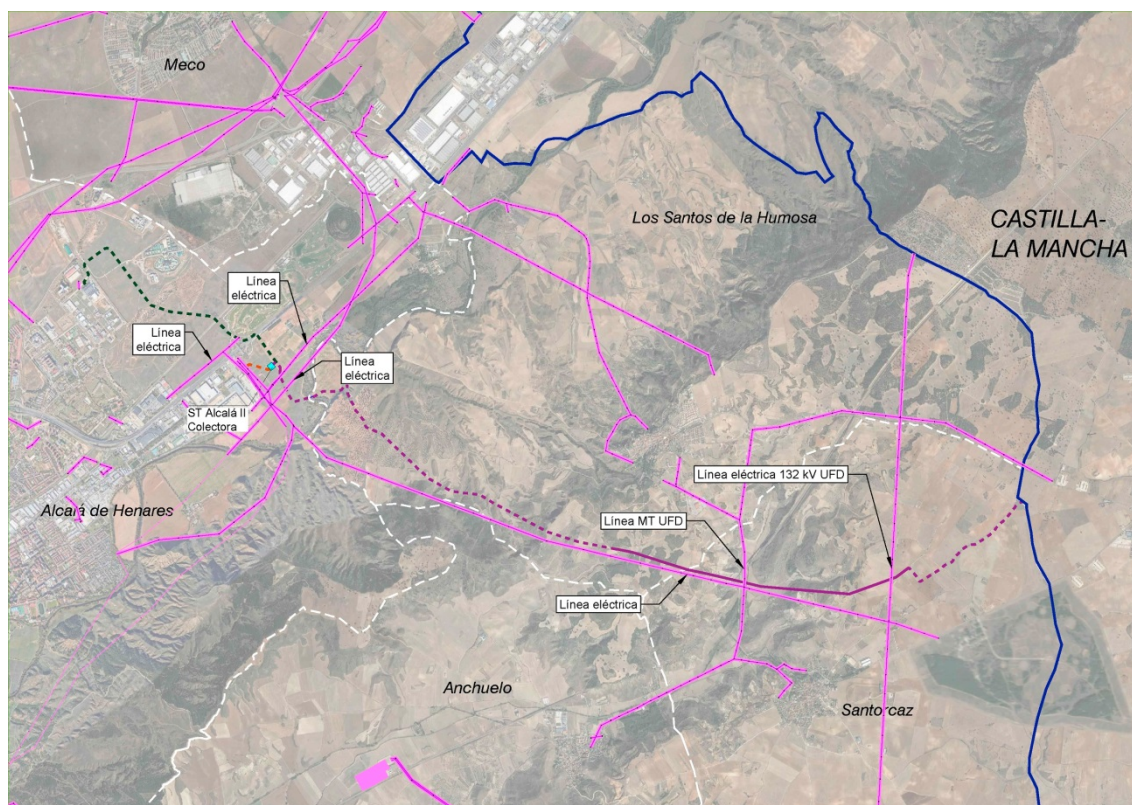 Meco
Los Santos de la Humosa
CASTILLA-
LA MANCHA
Línea
eléctrica
Línea
eléctrica
Línea
eléctrica
ST Alcalá II
Colectora
Línea eléctrica 132 kV UFD
Alcalá de Henares
Línea MT UFD
Línea eléctrica
Anchuelo
Santorcaz